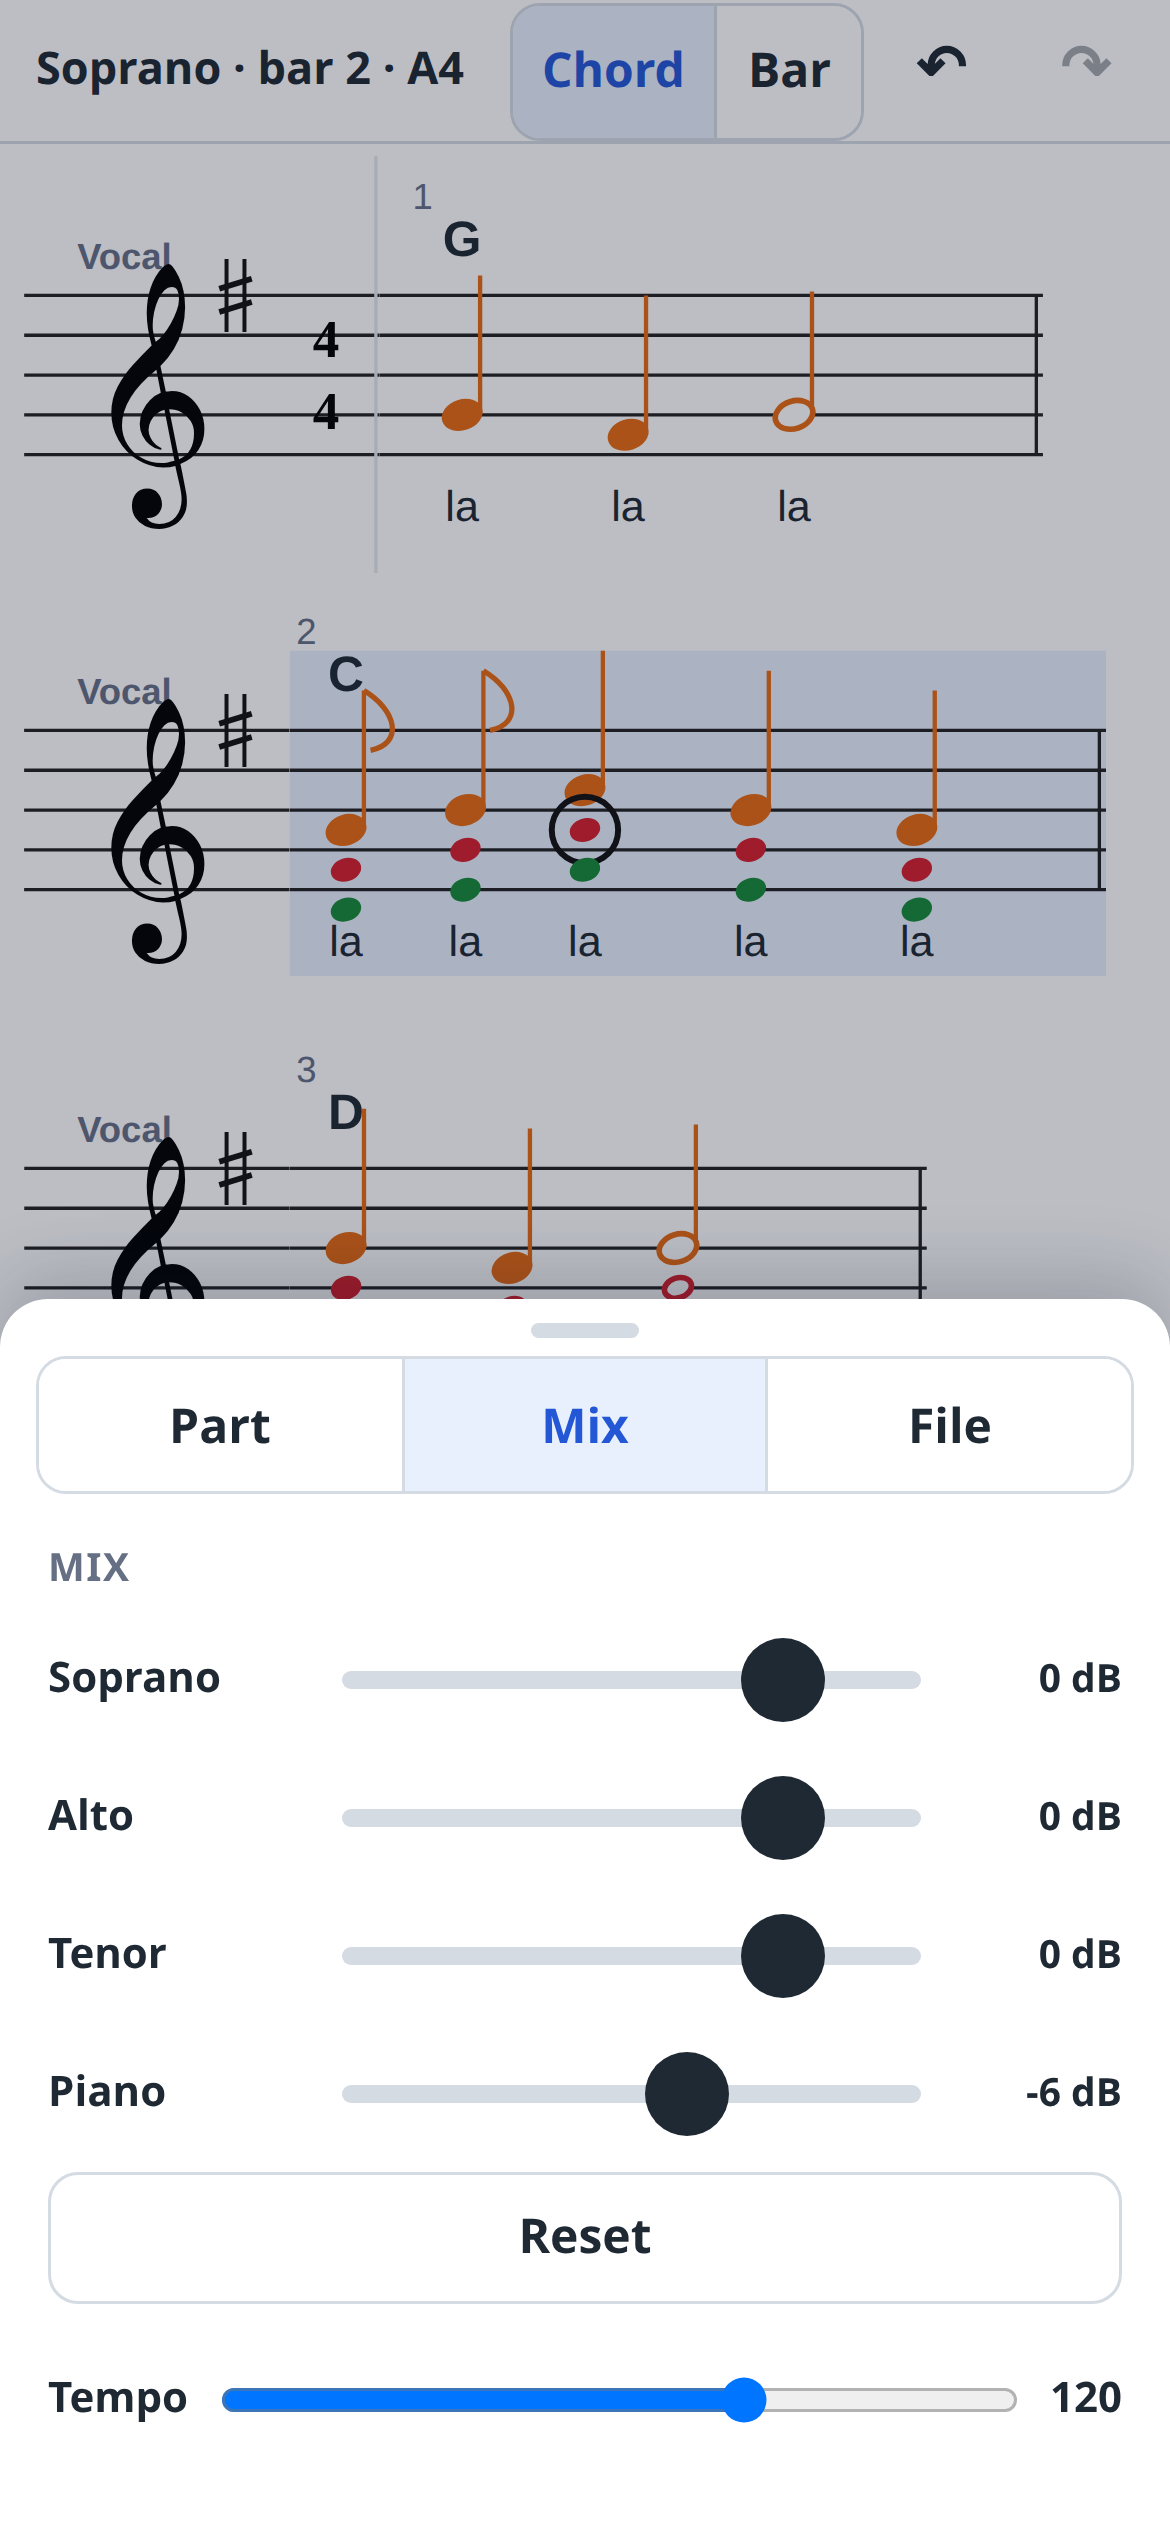 Soprano · bar 2 · A4 Chord Bar ↶ ↷
1
G
Vocal
4
4
la la la
2
C
Vocal
la la la la la
3
D
Vocal
Part Mix File
MIX
Soprano 0 dB
Alto 0 dB
Tenor 0 dB
Piano -6 dB
Reset
Tempo 120